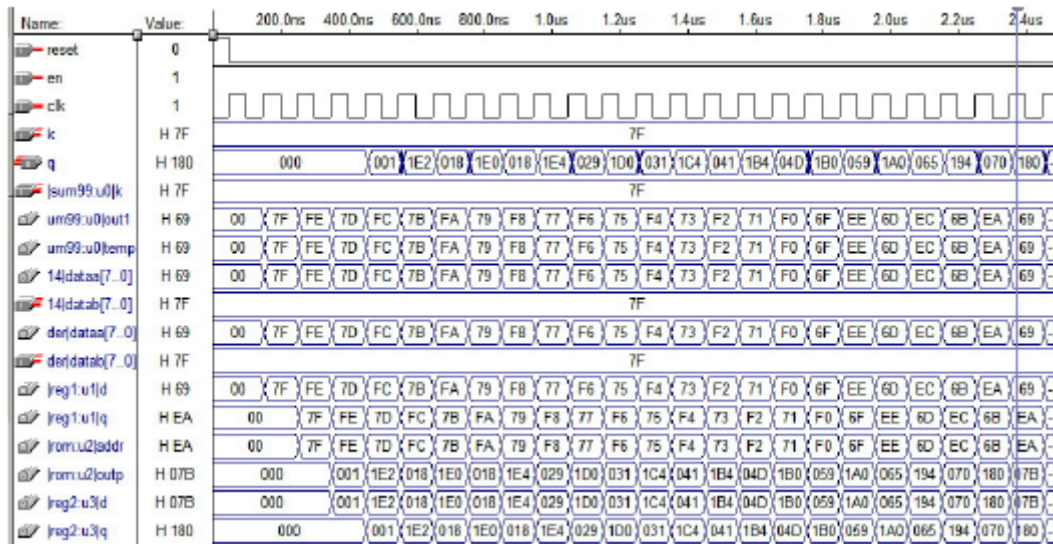 Name: Value: 200.0ns 400.0ns 600.0ns 800.0ns 1.0us 1.2us 1.4us 1.6us 1.8us 2.0us 2.2us 2.4us
reset 0
en 1
clk 1
k H 7F 7F
q H 180 000 001 1E2 018 1E0 018 1E4 029 1D0 031 1C4 041 1B4 04D 1B0 059 1A0 065 194 070 180
|sum99:u0|k H 7F 7F
um99:u0|out1 H 69 00 7F FE 7D FC 7B FA 79 F8 77 F6 75 F4 73 F2 71 F0 6F EE 6D EC 6B EA 69
um99:u0|temp H 69 00 7F FE 7D FC 7B FA 79 F8 77 F6 75 F4 73 F2 71 F0 6F EE 6D EC 6B EA 69
14|dataa[7..0] H 69 00 7F FE 7D FC 7B FA 79 F8 77 F6 75 F4 73 F2 71 F0 6F EE 6D EC 6B EA 69
14|datab[7..0] H 7F 7F
der|dataa[7..0] H 69 00 7F FE 7D FC 7B FA 79 F8 77 F6 75 F4 73 F2 71 F0 6F EE 6D EC 6B EA 69
der|datab[7..0] H 7F 7F
|reg1:u1|d H 69 00 7F FE 7D FC 7B FA 79 F8 77 F6 75 F4 73 F2 71 F0 6F EE 6D EC 6B EA 69
|reg1:u1|q H EA 00 7F FE 7D FC 7B FA 79 F8 77 F6 75 F4 73 F2 71 F0 6F EE 6D EC 6B EA
|rom:u2|addr H EA 00 7F FE 7D FC 7B FA 79 F8 77 F6 75 F4 73 F2 71 F0 6F EE 6D EC 6B EA
|rom:u2|outp H 07B 000 001 1E2 018 1E0 018 1E4 029 1D0 031 1C4 041 1B4 04D 1B0 059 1A0 065 194 070 180 07B
|reg2:u3|d H 07B 000 001 1E2 018 1E0 018 1E4 029 1D0 031 1C4 041 1B4 04D 1B0 059 1A0 065 194 070 180 07B
|reg2:u3|q H 180 000 001 1E2 018 1E0 018 1E4 029 1D0 031 1C4 041 1B4 04D 1B0 059 1A0 065 194 070 180